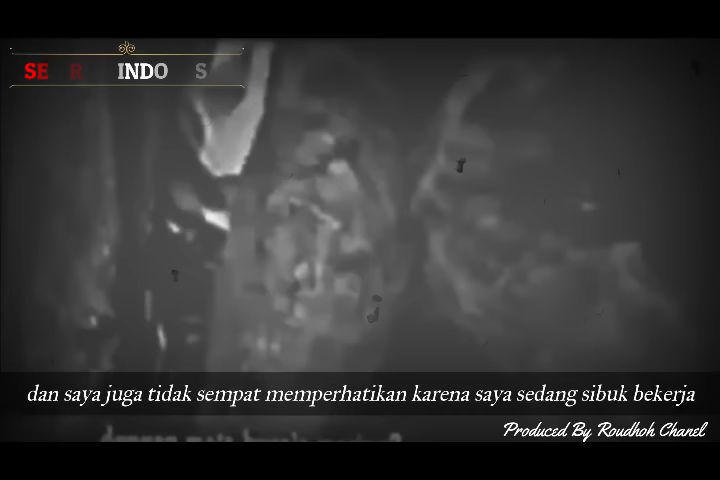 SE R INDO S
dan saya juga tidak sempat memperhatikan karena saya sedang sibuk bekerja
Produced By Roudhoh Chanel